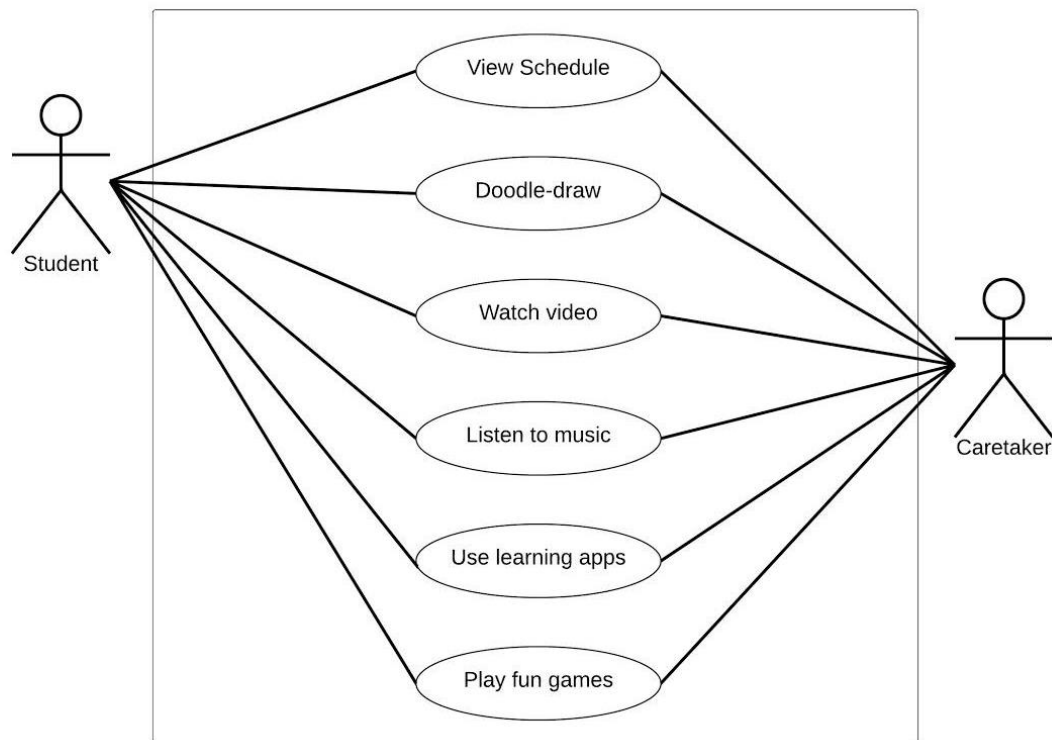 View Schedule
Doodle-draw
Student
Watch video
Listen to music
Caretaker
Use learning apps
Play fun games